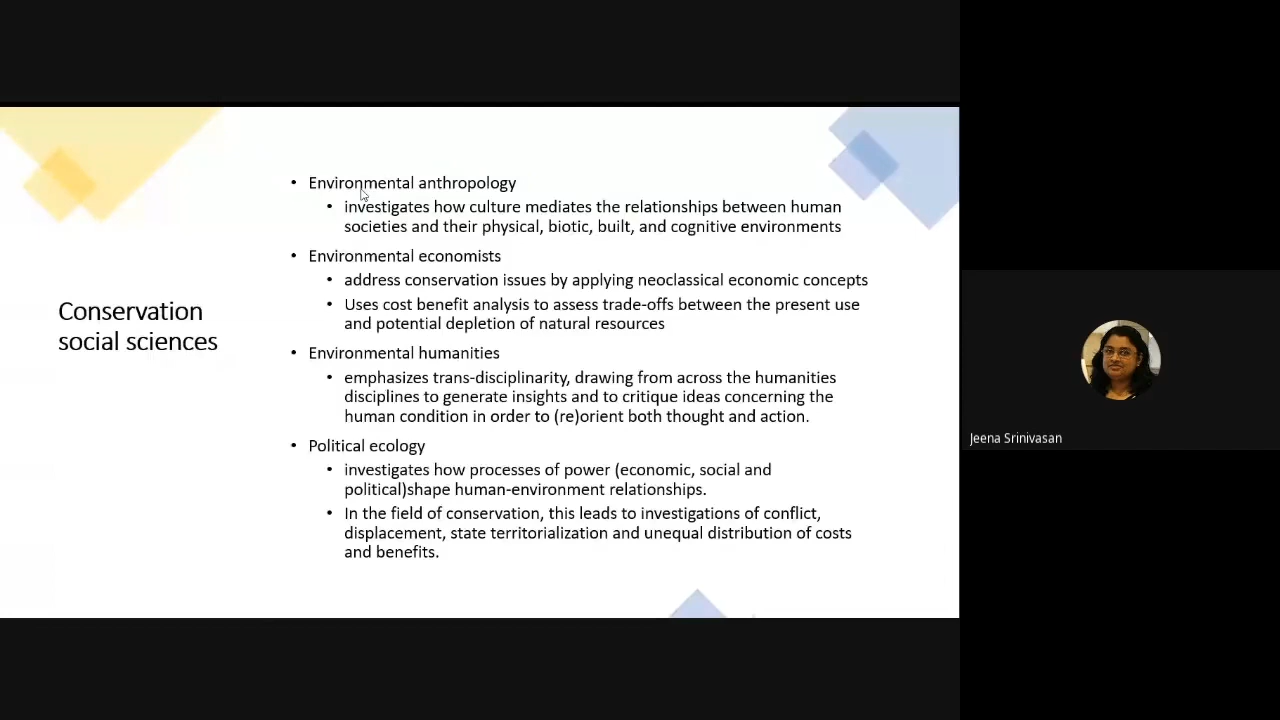 Conservation
social sciences
• Environmental anthropology
• investigates how culture mediates the relationships between human
societies and their physical, biotic, built, and cognitive environments
• Environmental economists
• address conservation issues by applying neoclassical economic concepts
• Uses cost benefit analysis to assess trade-offs between the present use
and potential depletion of natural resources
• Environmental humanities
• emphasizes trans-disciplinarity, drawing from across the humanities
disciplines to generate insights and to critique ideas concerning the
human condition in order to (re)orient both thought and action.
• Political ecology
• investigates how processes of power (economic, social and
political)shape human-environment relationships.
• In the field of conservation, this leads to investigations of conflict,
displacement, state territorialization and unequal distribution of costs
and benefits.
Jeena Srinivasan